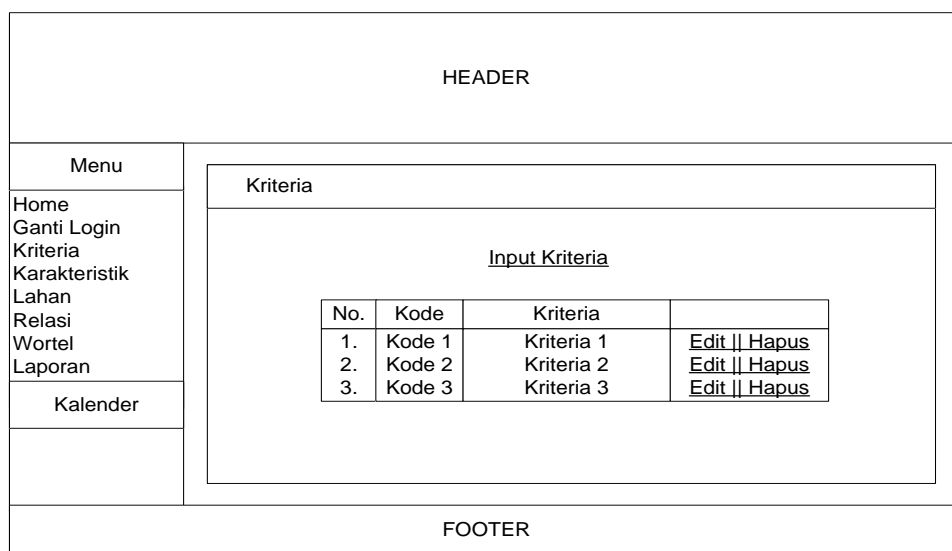 HEADER
Menu
Home
Ganti Login
Kriteria
Karakteristik
Lahan
Relasi
Wortel
Laporan
Kalender
Kriteria
Input Kriteria
No. Kode Kriteria
1. Kode 1 Kriteria 1 Edit || Hapus
2. Kode 2 Kriteria 2 Edit || Hapus
3. Kode 3 Kriteria 3 Edit || Hapus
FOOTER